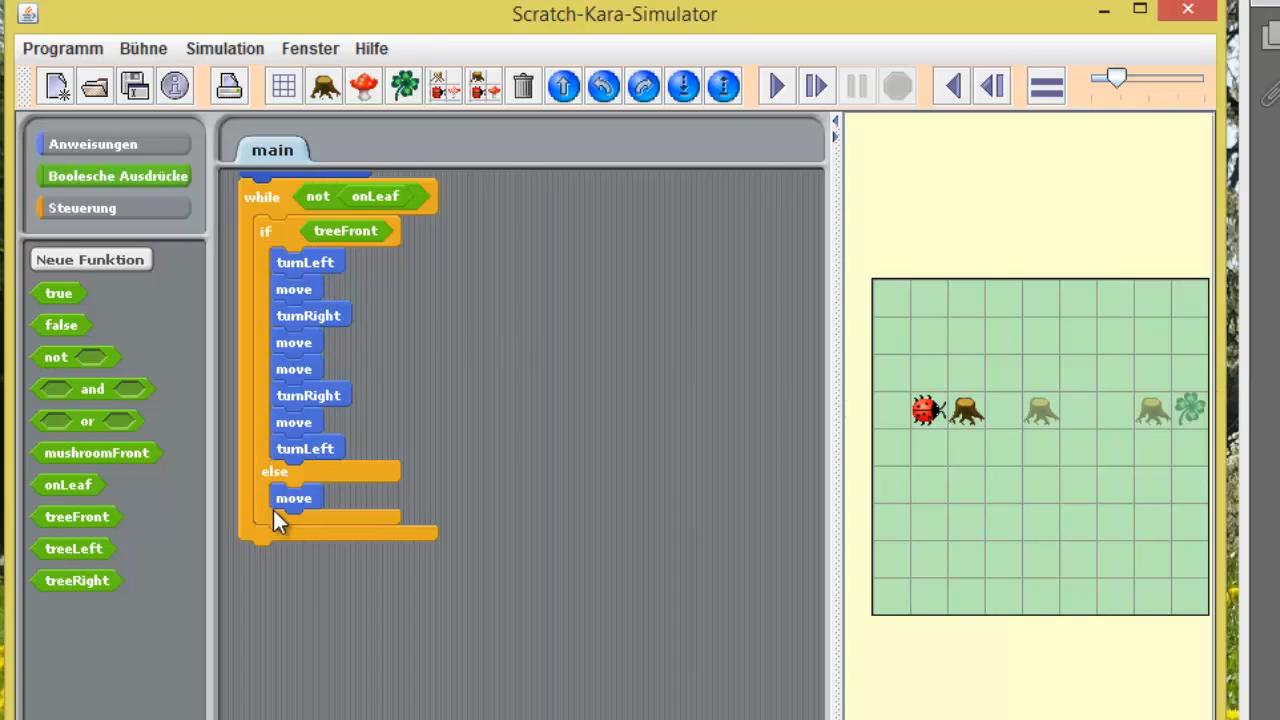 Scratch-Kara-Simulator
Programm Bühne Simulation Fenster Hilfe
Anweisungen
Boolesche Ausdrücke
Steuerung
Neue Funktion
true
false
not
and
or
mushroomFront
onLeaf
treeFront
treeLeft
treeRight
main
while not onLeaf
if treeFront
turnLeft
move
turnRight
move
move
turnRight
move
turnLeft
else
move